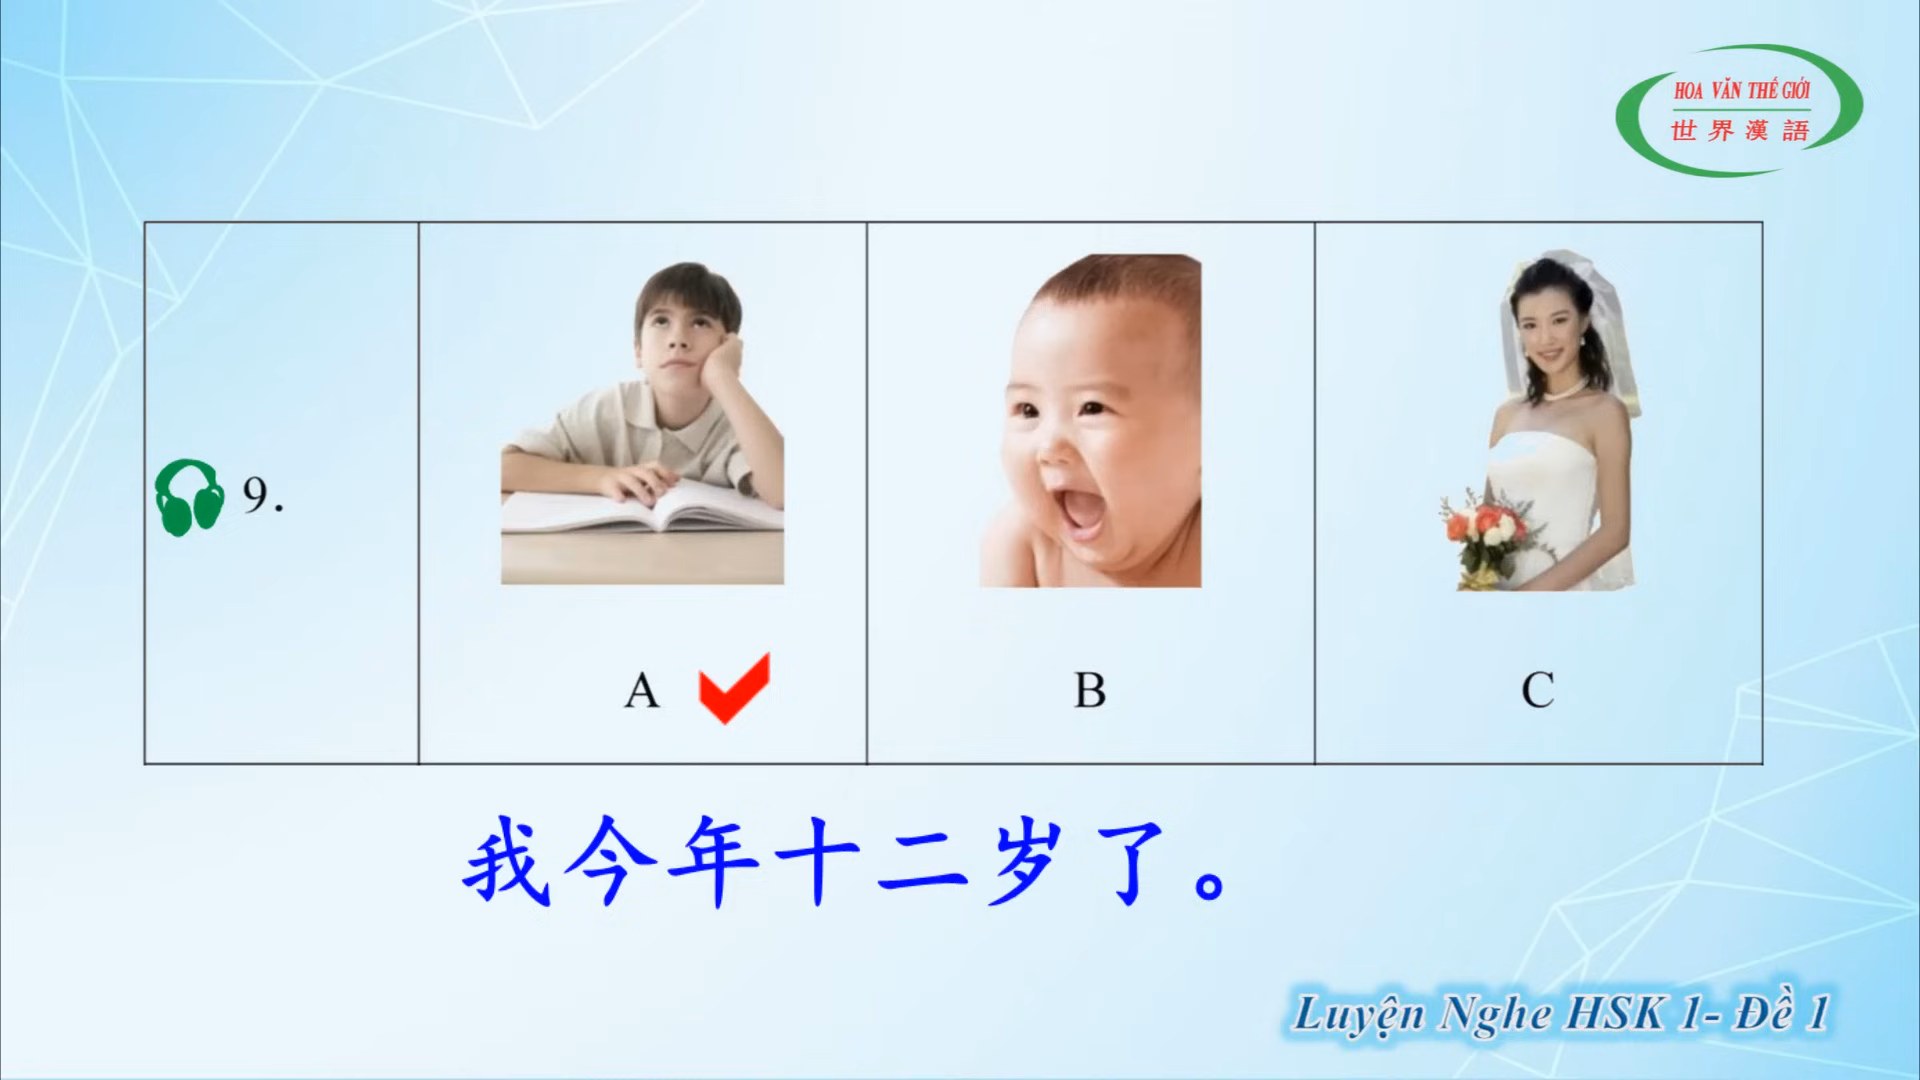 HOA VĂN THẾ GIỚI
世界漢語
9.
A
B
C
我今年十二岁了。
Luyện Nghe HSK 1- Đề 1